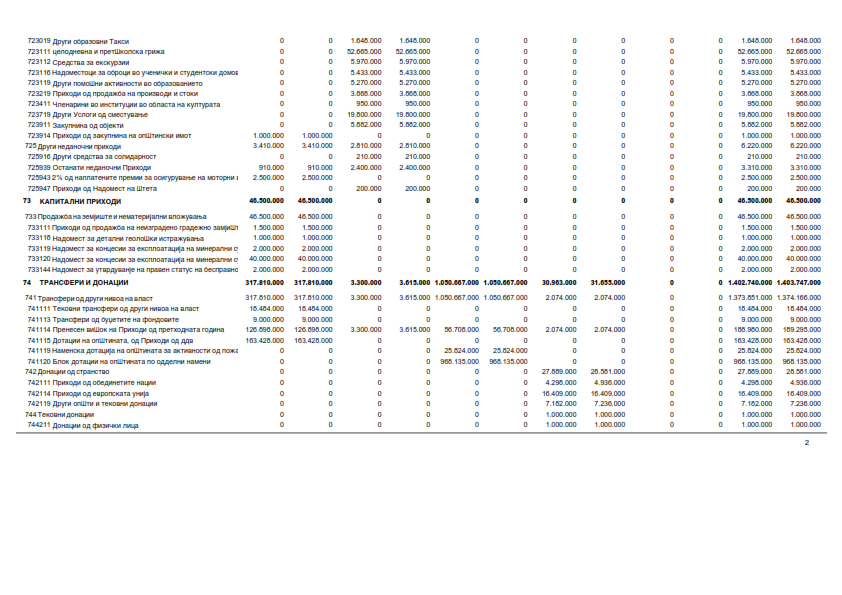 723019 Други образовни Такси 0 0 1.648.000 1.648.000 0 0 0 0 0 0 1.648.000 1.648.000
723111 целодневна и претШколска грижа 0 0 52.665.000 52.665.000 0 0 0 0 0 0 52.665.000 52.665.000
723112 Средства за екскурзии 0 0 5.970.000 5.970.000 0 0 0 0 0 0 5.970.000 5.970.000
723116 Надоместоци за оброци во ученички и студентски домов 0 0 5.433.000 5.433.000 0 0 0 0 0 0 5.433.000 5.433.000
723119 Други помоШни активности во образованието 0 0 5.270.000 5.270.000 0 0 0 0 0 0 5.270.000 5.270.000
723219 Приходи од продажба на производи и стоки 0 0 3.868.000 3.868.000 0 0 0 0 0 0 3.868.000 3.868.000
723411 Членарини во институции во областа на културата 0 0 950.000 950.000 0 0 0 0 0 0 950.000 950.000
723719 Други Услоги од сместување 0 0 19.800.000 19.800.000 0 0 0 0 0 0 19.800.000 19.800.000
723911 Закупнина од објекти 0 0 5.882.000 5.882.000 0 0 0 0 0 0 5.882.000 5.882.000
723914 Приходи од закупнина на опШтински имот 1.000.000 1.000.000 0 0 0 0 0 0 0 0 1.000.000 1.000.000
725 Други неданочни приходи 3.410.000 3.410.000 2.810.000 2.810.000 0 0 0 0 0 0 6.220.000 6.220.000
725916 Други средства за солидарност 0 0 210.000 210.000 0 0 0 0 0 0 210.000 210.000
725939 Останати неданочни Приходи 910.000 910.000 2.400.000 2.400.000 0 0 0 0 0 0 3.310.000 3.310.000
725943 2% од наплатените премии за осигурување на моторни в 2.500.000 2.500.000 0 0 0 0 0 0 0 0 2.500.000 2.500.000
725947 Приходи од Надомест на Штета 0 0 200.000 200.000 0 0 0 0 0 0 200.000 200.000
73 КАПИТАЛНИ ПРИХОДИ 46.500.000 46.500.000 0 0 0 0 0 0 0 0 46.500.000 46.500.000
733 Продажба на земјиште и нематеријални вложувања 46.500.000 46.500.000 0 0 0 0 0 0 0 0 46.500.000 46.500.000
733111 Приходи од продажба на неизградено градежно замјиШт 1.500.000 1.500.000 0 0 0 0 0 0 0 0 1.500.000 1.500.000
733118 Надомест за детални геолоШки истражувања 1.000.000 1.000.000 0 0 0 0 0 0 0 0 1.000.000 1.000.000
733119 Надомест за концесии за експлоатација на минерални су 2.000.000 2.000.000 0 0 0 0 0 0 0 0 2.000.000 2.000.000
733120 Надомест за концесии за експлоатација на минерални су 40.000.000 40.000.000 0 0 0 0 0 0 0 0 40.000.000 40.000.000
733144 Надомест за утврдување на правен статус на бесправно 2.000.000 2.000.000 0 0 0 0 0 0 0 0 2.000.000 2.000.000
74 ТРАНСФЕРИ И ДОНАЦИИ 317.810.000 317.810.000 3.300.000 3.615.000 1.050.667.000 1.050.667.000 30.963.000 31.655.000 0 0 1.402.740.000 1.403.747.000
741 Трансфери од други нивоа на власт 317.810.000 317.810.000 3.300.000 3.615.000 1.050.667.000 1.050.667.000 2.074.000 2.074.000 0 0 1.373.851.000 1.374.166.000
741111 Тековни трансфери од други нивоа на власт 18.484.000 18.484.000 0 0 0 0 0 0 0 0 18.484.000 18.484.000
741113 Трансфери од буџетите на фондовите 9.000.000 9.000.000 0 0 0 0 0 0 0 0 9.000.000 9.000.000
741114 Пренесен виШок на Приходи од претходната година 126.898.000 126.898.000 3.300.000 3.615.000 56.708.000 56.708.000 2.074.000 2.074.000 0 0 188.980.000 189.295.000
741115 Дотации на опШтината, од Приходи од ддв 163.428.000 163.428.000 0 0 0 0 0 0 0 0 163.428.000 163.428.000
741119 Наменска дотација на опШтината за активности од пожа 0 0 0 0 25.824.000 25.824.000 0 0 0 0 25.824.000 25.824.000
741120 Блок дотации на опШтината по одделни намени 0 0 0 0 968.135.000 968.135.000 0 0 0 0 968.135.000 968.135.000
742 Донации од странство 0 0 0 0 0 0 27.889.000 28.581.000 0 0 27.889.000 28.581.000
742111 Приходи од обединетите нации 0 0 0 0 0 0 4.298.000 4.936.000 0 0 4.298.000 4.936.000
742114 Приходи од европската унија 0 0 0 0 0 0 16.409.000 16.409.000 0 0 16.409.000 16.409.000
742119 Други опШти и тековни донации 0 0 0 0 0 0 7.182.000 7.236.000 0 0 7.182.000 7.236.000
744 Тековни донации 0 0 0 0 0 0 1.000.000 1.000.000 0 0 1.000.000 1.000.000
744211 Донации од физички лица 0 0 0 0 0 0 1.000.000 1.000.000 0 0 1.000.000 1.000.000
2